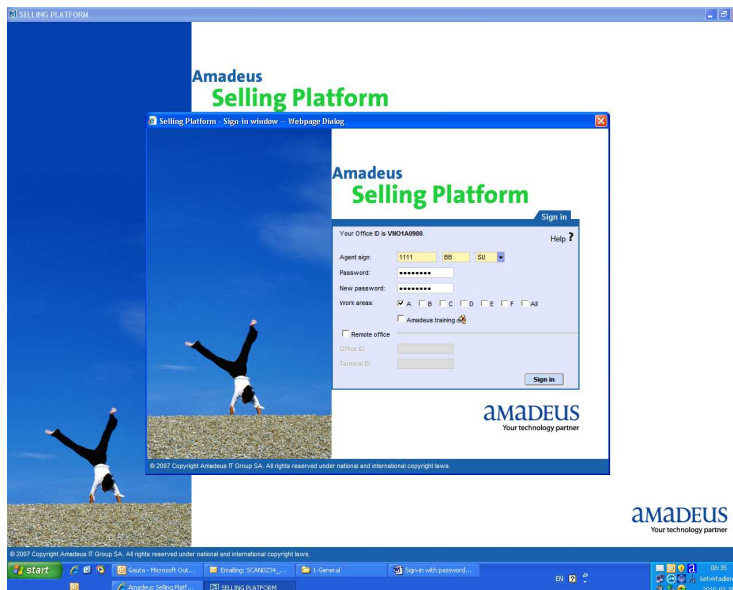 SELLING PLATFORM
Amadeus
Selling Platform
Selling Platform - Sign-in window -- Webpage Dialog
Amadeus
Selling Platform
Sign in
Your Office ID is VNO1A0980.
Help ?
Agent sign: 1111 BB SU
Password: ••••••••
New password: ••••••••
Work areas: A B C D E F All
Amadeus training
Remote office
Office ID:
Terminal ID:
Sign in
amadeus
Your technology partner
© 2007 Copyright Amadeus IT Group SA. All rights reserved under national and international copyright laws.
amadeus
Your technology partner
© 2007 Copyright Amadeus IT Group SA. All rights reserved under national and international copyright laws.
start
Gauta - Microsoft Out...
Emailing: SCAN0234_...
1-General
Sign-in with password...
EN
08:35
Amadeus Selling Platf...
SELLING PLATFORM